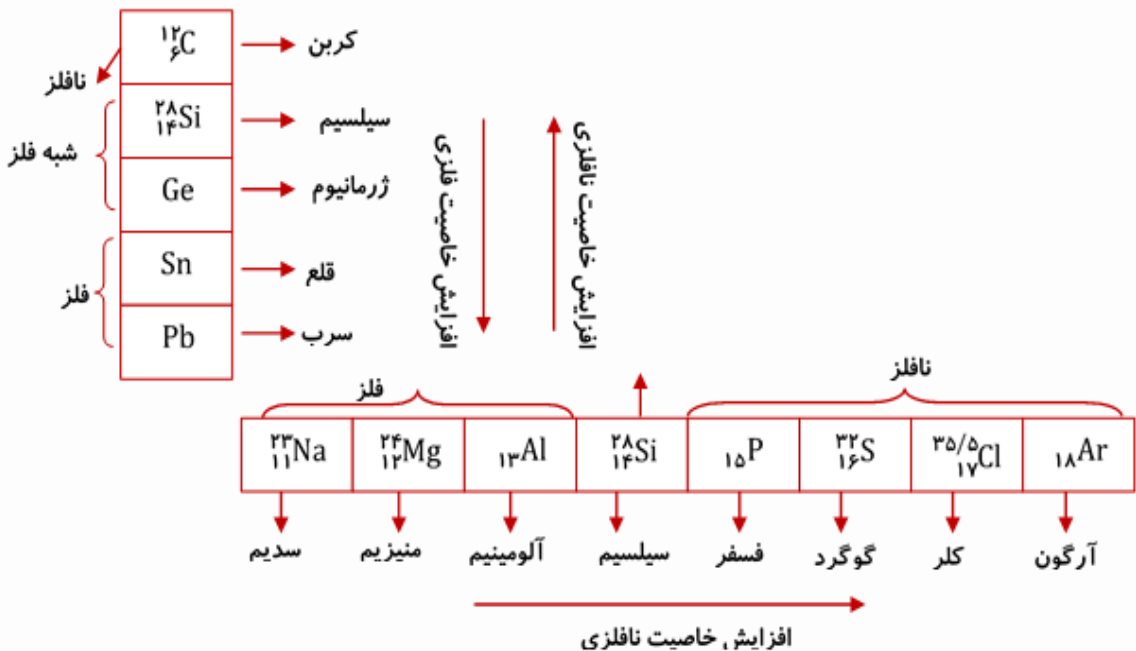 ¹²₆C
کربن
نافلز
²⁸₁₄Si
سیلسیم
شبه فلز
Ge
ژرمانیوم
Sn
قلع
فلز
Pb
سرب
افزایش خاصیت فلزی
افزایش خاصیت نافلزی
فلز
نافلز
²³₁₁Na ²⁴₁₂Mg ₁₃Al ²⁸₁₄Si ₁₅P ³²₁₆S ³⁵/⁵₁₇Cl ₁₈Ar
سدیم منیزیم آلومینیم سیلسیم فسفر گوگرد کلر آرگون
افزایش خاصیت نافلزی